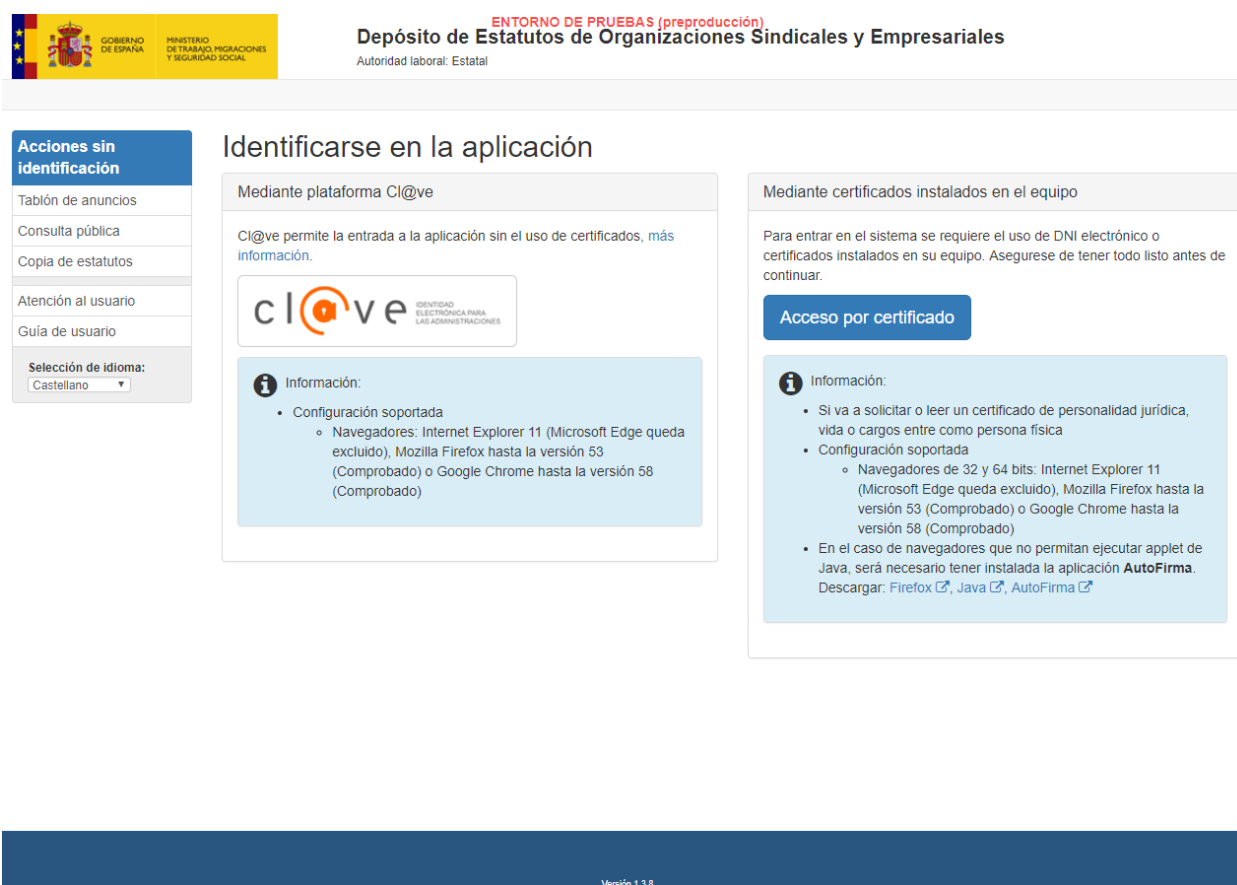 ENTORNO DE PRUEBAS (preproducción)
GOBIERNO
DE ESPAÑA
MINISTERIO
DE TRABAJO, MIGRACIONES
Y SEGURIDAD SOCIAL
Depósito de Estatutos de Organizaciones Sindicales y Empresariales
Autoridad laboral: Estatal
Acciones sin
identificación
Tablón de anuncios
Consulta pública
Copia de estatutos
Atención al usuario
Guía de usuario
Selección de idioma:
Castellano
Identificarse en la aplicación
Mediante plataforma Cl@ve
Cl@ve permite la entrada a la aplicación sin el uso de certificados, más
información.
cl@ve
IDENTIDAD
ELECTRÓNICA PARA
LAS ADMINISTRACIONES
Información:
• Configuración soportada
◦ Navegadores: Internet Explorer 11 (Microsoft Edge queda
excluido), Mozilla Firefox hasta la versión 53
(Comprobado) o Google Chrome hasta la versión 58
(Comprobado)
Mediante certificados instalados en el equipo
Para entrar en el sistema se requiere el uso de DNI electrónico o
certificados instalados en su equipo. Asegurese de tener todo listo antes de
continuar.
Acceso por certificado
Información:
• Si va a solicitar o leer un certificado de personalidad jurídica,
vida o cargos entre como persona física
• Configuración soportada
◦ Navegadores de 32 y 64 bits: Internet Explorer 11
(Microsoft Edge queda excluido), Mozilla Firefox hasta la
versión 53 (Comprobado) o Google Chrome hasta la
versión 58 (Comprobado)
• En el caso de navegadores que no permitan ejecutar applet de
Java, será necesario tener instalada la aplicación AutoFirma.
Descargar: Firefox, Java, AutoFirma
Versión 1.3.8